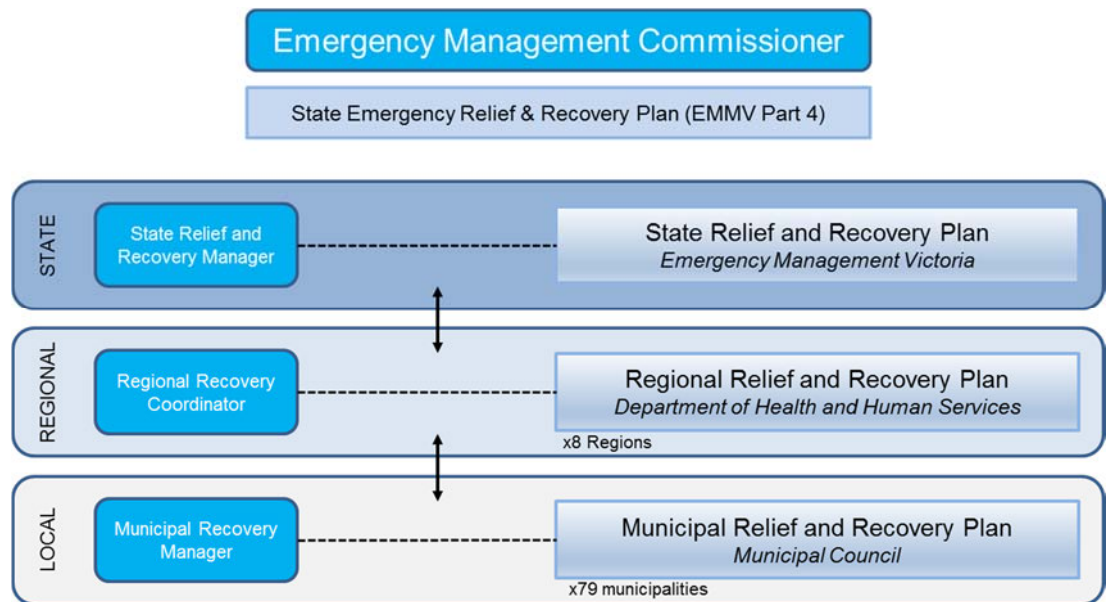 Emergency Management Commissioner
State Emergency Relief & Recovery Plan (EMMV Part 4)
STATE
State Relief and
Recovery Manager
State Relief and Recovery Plan
Emergency Management Victoria
REGIONAL
Regional Recovery
Coordinator
Regional Relief and Recovery Plan
Department of Health and Human Services
x8 Regions
LOCAL
Municipal Recovery
Manager
Municipal Relief and Recovery Plan
Municipal Council
x79 municipalities